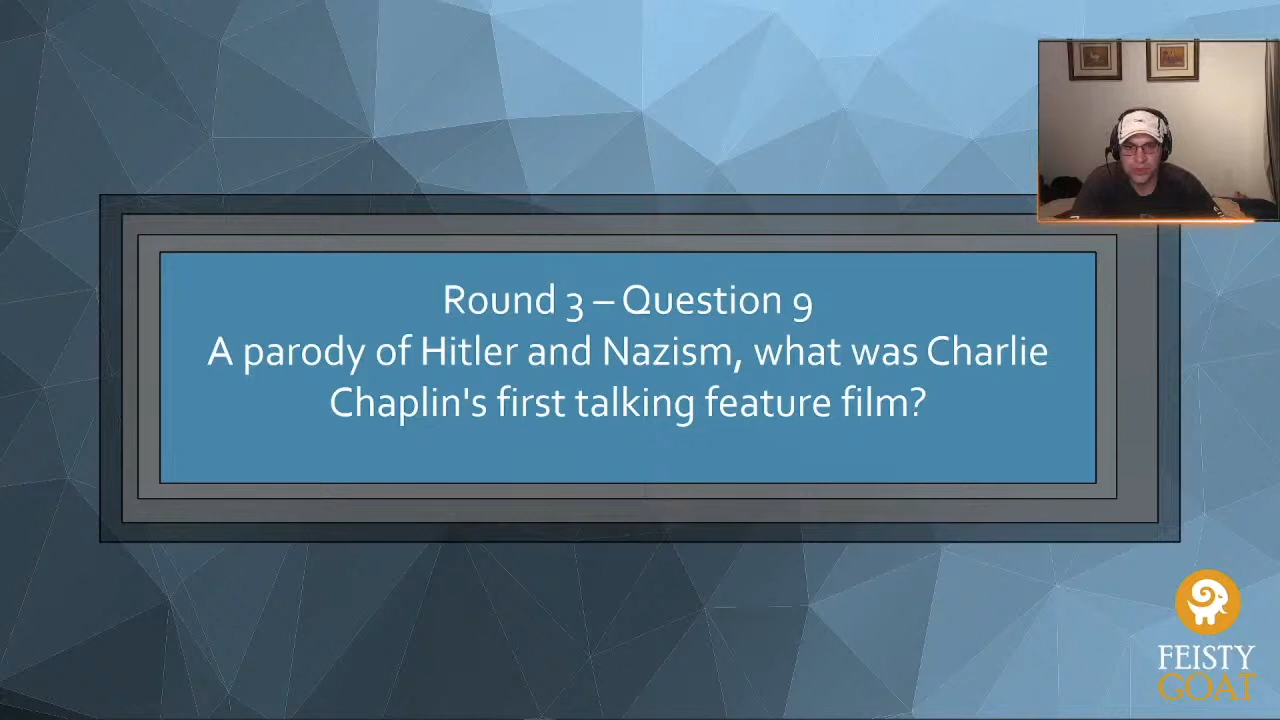 Round 3 – Question 9
A parody of Hitler and Nazism, what was Charlie
Chaplin's first talking feature film?
FEISTY
GOAT